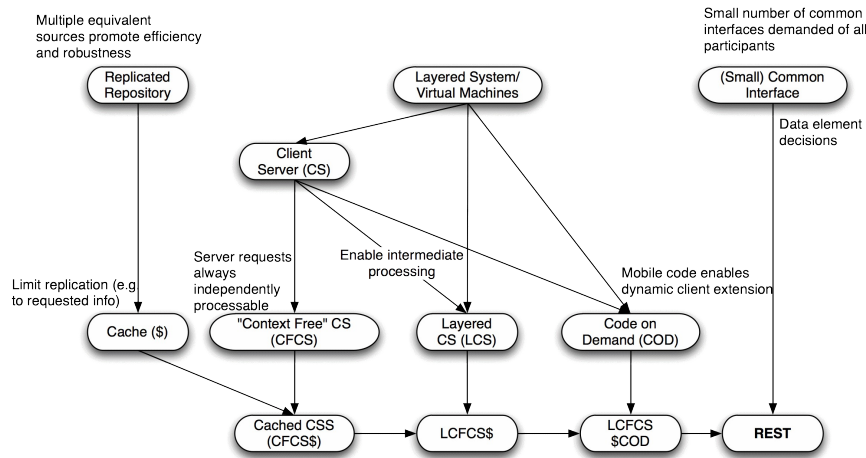 Multiple equivalent
sources promote efficiency
and robustness
Small number of common
interfaces demanded of all
participants
Replicated
Repository
Layered System/
Virtual Machines
(Small) Common
Interface
Data element
decisions
Client
Server (CS)
Server requests
always
independently
processable
Enable intermediate
processing
Mobile code enables
dynamic client extension
Limit replication (e.g.
to requested info)
Cache ($)
"Context Free" CS
(CFCS)
Layered
CS (LCS)
Code on
Demand (COD)
Cached CSS
(CFCS$)
LCFCS$
LCFCS
$COD
REST